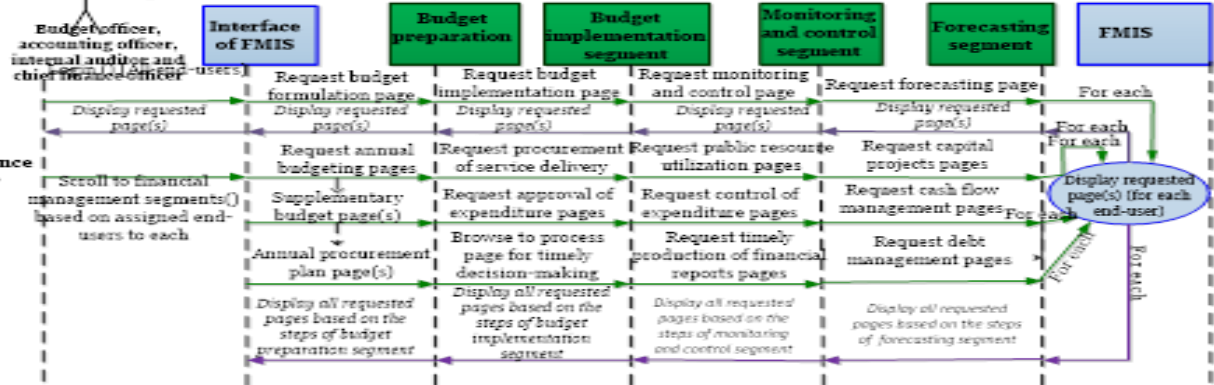 Budget officer,
accounting officer,
internal auditor and
chief finance officer
end-users)
Interface
of FMIS
Budget
preparation
Budget
implementation
segment
Monitoring
and control
segment
Forecasting
segment
FMIS
Request budget
formulation page
Request budget
implementation page
Request monitoring
and control page
Request forecasting page
For each
Display requested
page(s)
Display requested
page(s)
Display requested
page(s)
Display requested
page(s)
Display requested
page(s)
For each
For each
nce
Scroll to financial
management segments()
based on assigned end-
users to each
Request annual
budgeting pages
Request procurement
of service delivery
Request public resource
utilization pages
Request capital
projects pages
Display requested
page(s) (for each
end-user)
Supplementary
budget page(s)
Request approval of
expenditure pages
Request control of
expenditure pages
Request cash flow
management pages
For each
Annual procurement
plan page(s)
Browse to process
page for timely
decision-making
Request timely
production of financial
reports pages
Request debt
management pages
For each
For each
Display all requested
pages based on the
steps of budget
preparation segment
Display all requested
pages based on the
steps of budget
implementation
segment
Display all requested
pages based on the
steps of monitoring
and control segment
Display all requested
pages based on the steps
of forecasting segment